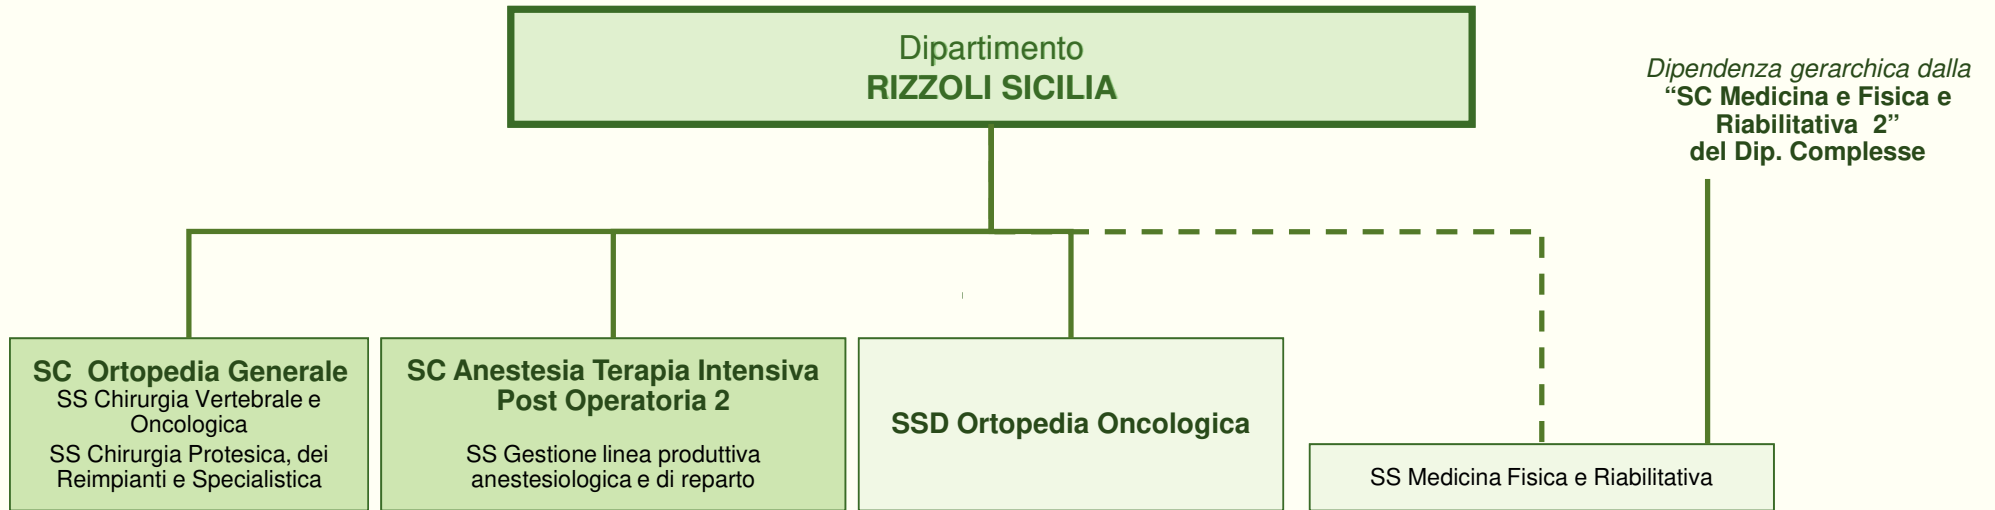 Dipartimento
RIZZOLI SICILIA
Dipendenza gerarchica dalla
“SC Medicina e Fisica e
Riabilitativa 2”
del Dip. Complesse
SC Ortopedia Generale
SS Chirurgia Vertebrale e
Oncologica
SS Chirurgia Protesica, dei
Reimpianti e Specialistica
SC Anestesia Terapia Intensiva
Post Operatoria 2
SS Gestione linea produttiva
anestesiologica e di reparto
SSD Ortopedia Oncologica
SS Medicina Fisica e Riabilitativa